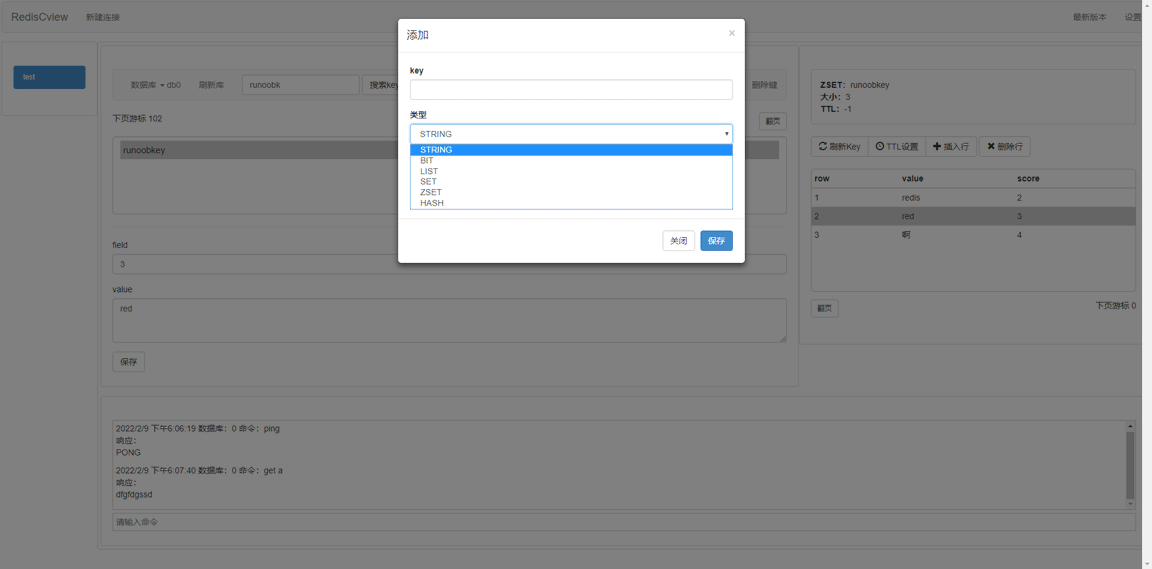 RedisCview 新建连接 最新版本 设置
test
添加 ×
key
类型
STRING
STRING
BIT
LIST
SET
ZSET
HASH
关闭 保存
数据库 db0 刷新库 runoobk 搜索key 删除键
下页游标 102 翻页
runoobkey
field
3
value
red
保存
ZSET: runoobkey
大小: 3
TTL: -1
刷新Key TTL设置 插入行 删除行
row value score
1 redis 2
2 red 3
3 啊 4
翻页 下页游标 0
2022/2/9 下午6:06:19 数据库: 0 命令: ping
响应:
PONG
2022/2/9 下午6:07:40 数据库: 0 命令: get a
响应:
dfgfdgssd
请输入命令